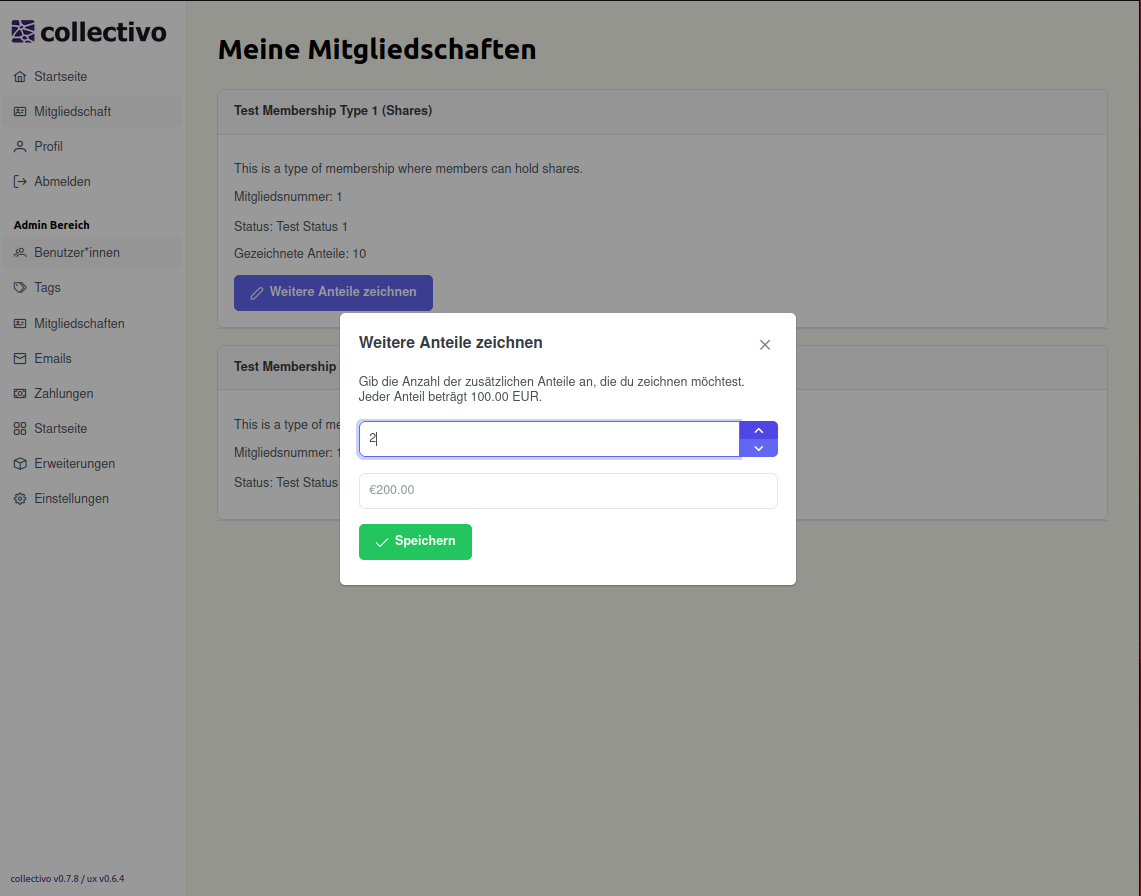 collectivo
Startseite
Mitgliedschaft
Profil
Abmelden
Admin Bereich
Benutzer*innen
Tags
Mitgliedschaften
Emails
Zahlungen
Startseite
Erweiterungen
Einstellungen
collectivo v0.7.8 / ux v0.6.4
Meine Mitgliedschaften
Test Membership Type 1 (Shares)
This is a type of membership where members can hold shares.
Mitgliedsnummer: 1
Status: Test Status 1
Gezeichnete Anteile: 10
Weitere Anteile zeichnen
Test Membership
This is a type of me
Mitgliedsnummer: 1
Status: Test Status
Weitere Anteile zeichnen
Gib die Anzahl der zusätzlichen Anteile an, die du zeichnen möchtest.
Jeder Anteil beträgt 100.00 EUR.
2
€200.00
Speichern